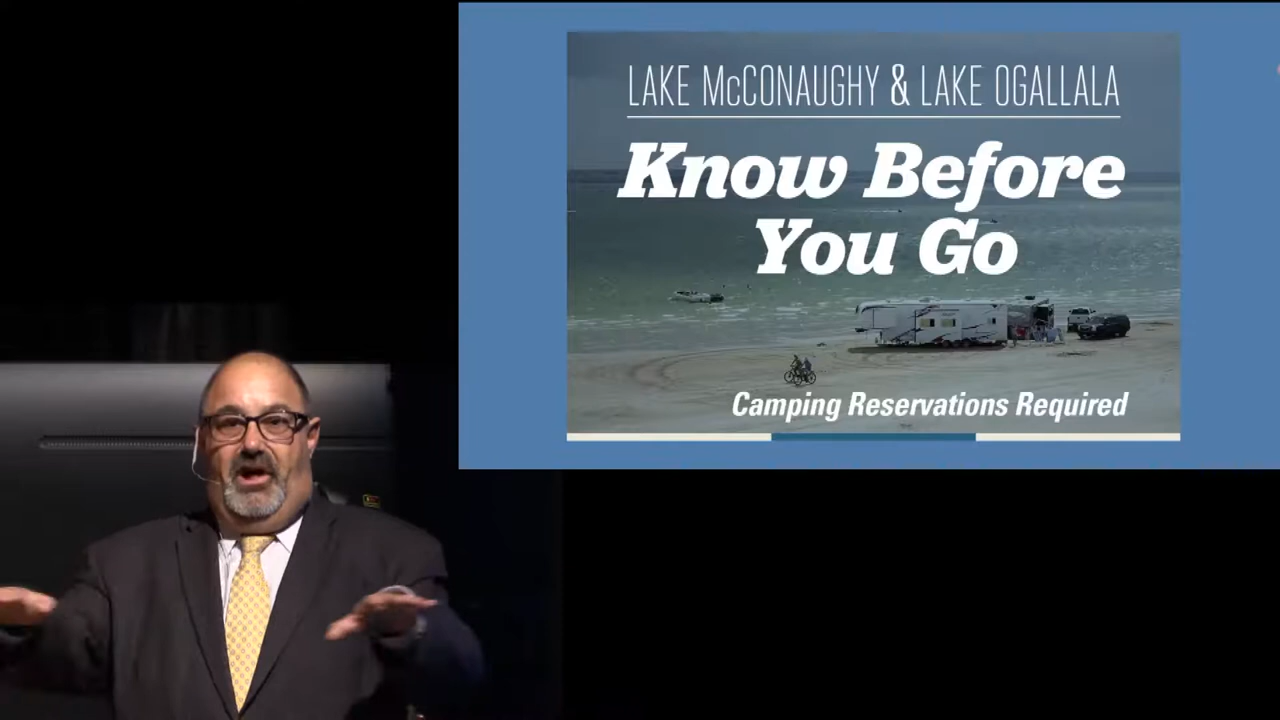 LAKE McCONAUGHY & LAKE OGALLALA
Know Before
You Go
Camping Reservations Required